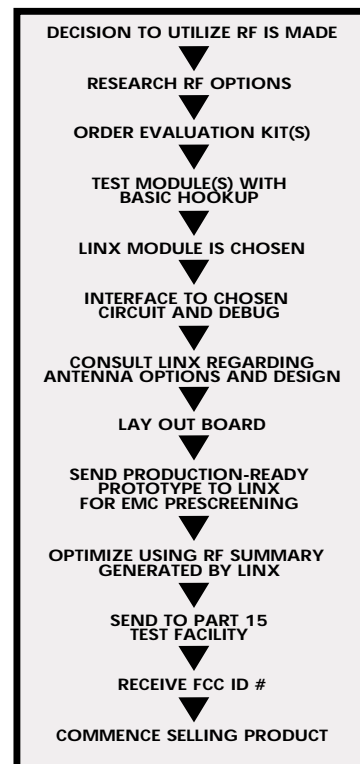 DECISION TO UTILIZE RF IS MADE
RESEARCH RF OPTIONS
ORDER EVALUATION KIT(S)
TEST MODULE(S) WITH
BASIC HOOKUP
LINX MODULE IS CHOSEN
INTERFACE TO CHOSEN
CIRCUIT AND DEBUG
CONSULT LINX REGARDING
ANTENNA OPTIONS AND DESIGN
LAY OUT BOARD
SEND PRODUCTION-READY
PROTOTYPE TO LINX
FOR EMC PRESCREENING
OPTIMIZE USING RF SUMMARY
GENERATED BY LINX
SEND TO PART 15
TEST FACILITY
RECEIVE FCC ID #
COMMENCE SELLING PRODUCT